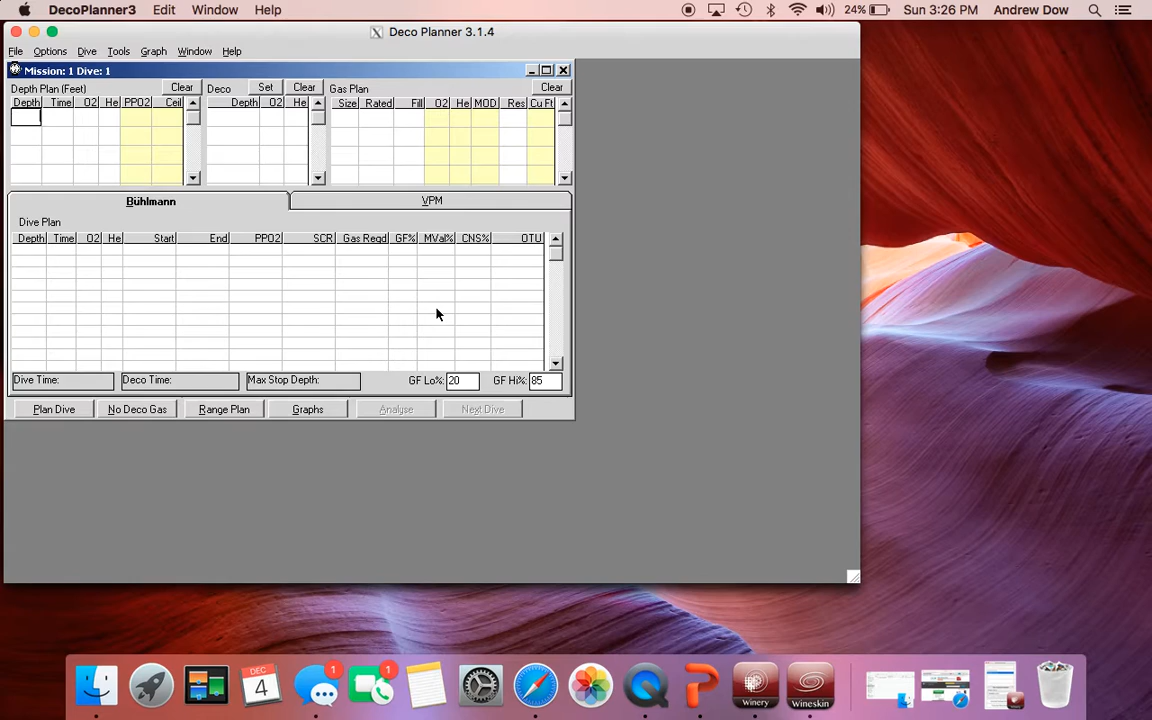 DecoPlanner3 Edit Window Help 24% Sun 3:26 PM Andrew Dow
Deco Planner 3.1.4
File Options Dive Tools Graph Window Help
Mission: 1 Dive: 1
Depth Plan (Feet) Clear Deco Set Clear Gas Plan Clear
Depth Time O2 He PPO2 Ceil Depth O2 He Size Rated Fill O2 He MOD Res Cu Ft
Bühlmann VPM
Dive Plan
Depth Time O2 He Start End PPO2 SCR Gas Reqd GF% MVal% CNS% OTU
Dive Time: Deco Time: Max Stop Depth: GF Lo%: 20 GF Hi%: 85
Plan Dive No Deco Gas Range Plan Graphs Analyse Next Dive
DEC
4
1
1
Winery
Wineskin